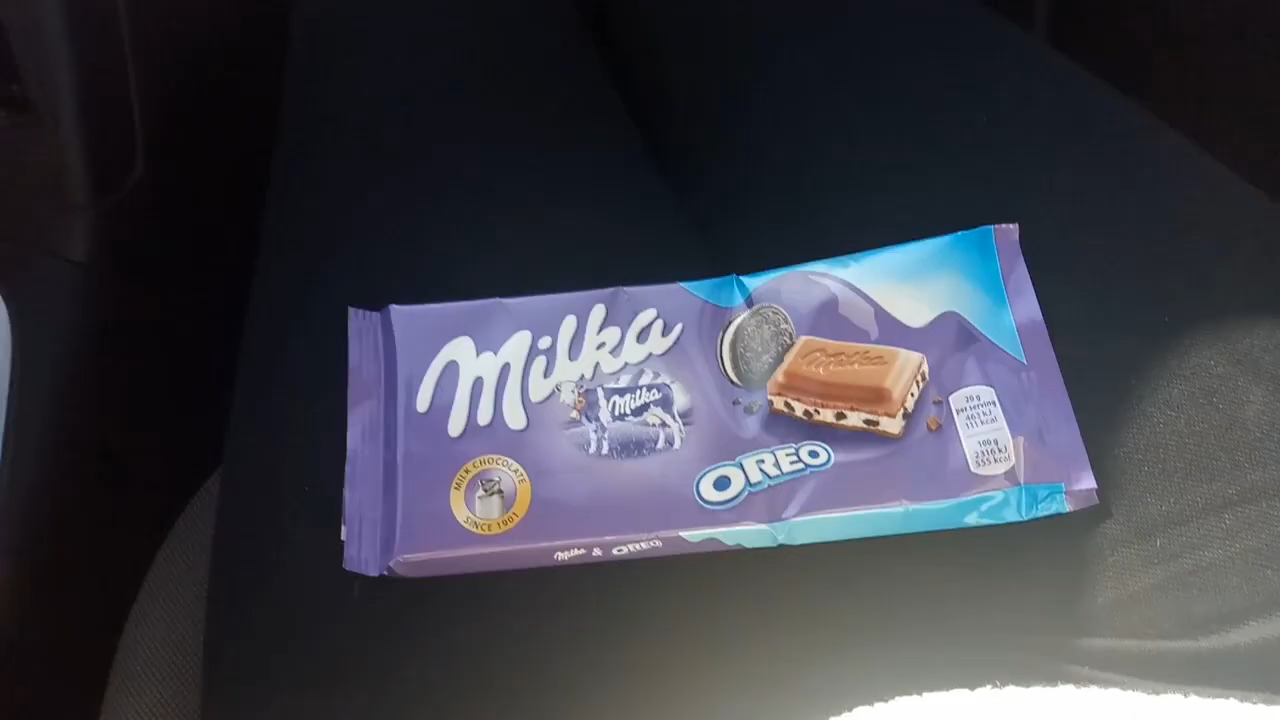 Milka
Milka
Milka
OREO
MILK CHOCOLATE
SINCE 1901
20 g
per serving
463 kJ
111 kcal
100 g
2316 kJ
555 kcal
Milka & OREO